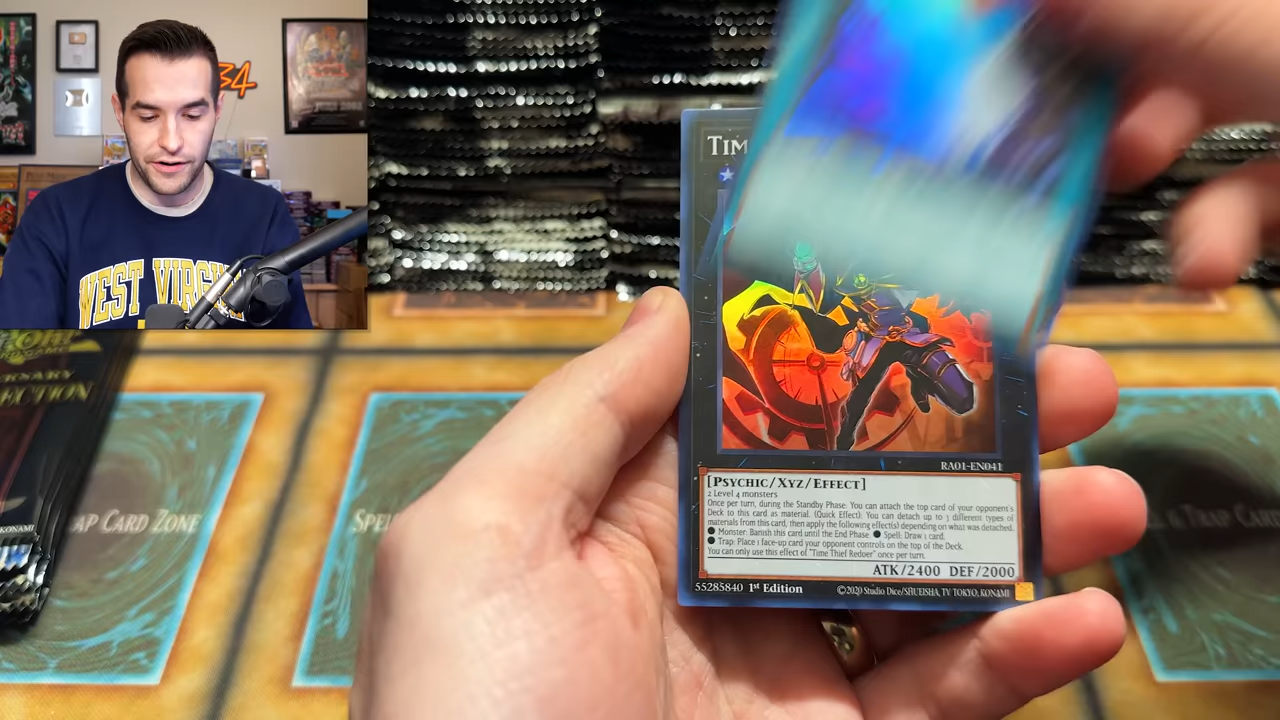 34
WEST VIRG
ECTION
KONAMI
AP CARD ZONE
SPEL
TIM
RA01-EN041
[PSYCHIC/XYZ/EFFECT]
2 Level 4 monsters
Once per turn, during the Standby Phase: You can attach the top card of your opponent's
Deck to this card as material. (Quick Effect): You can detach up to 3 different types of
materials from this card, then apply the following effect(s) depending on what was detached.
● Monster: Banish this card until the End Phase. ● Spell: Draw 1 card.
● Trap: Place 1 face-up card your opponent controls on the top of the Deck.
You can only use this effect of "Time Thief Redoer" once per turn.
ATK/2400 DEF/2000
55285840 1st Edition
©2020 Studio Dice/SHUEISHA, TV TOKYO, KONAMI